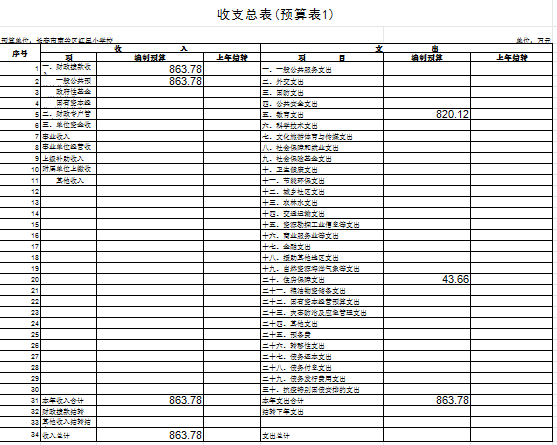 收支总表(预算表1)
单位：万元
序号 收 入 支 出
项 编制预算 上年结转 项 目 编制预算 上年结转
1 一、财政拨款收入 863.78 一、一般公共服务支出
2 一般公共预 863.78 二、外交支出
3 政府性基金 三、国防支出
4 国有资本经 四、公共安全支出
5 二、财政专户管 五、教育支出 820.12
6 三、单位资金收 六、科学技术支出
7 事业收入 七、文化旅游体育与传媒支出
8 事业单位经营收 八、社会保障和就业支出
9 上级补助收入 九、社会保险基金支出
10 附属单位上缴收 十、卫生健康支出
11 其他收入 十一、节能环保支出
12 十二、城乡社区支出
13 十三、农林水支出
14 十四、交通运输支出
15 十五、资源勘探工业信息等支出
16 十六、商业服务业等支出
17 十七、金融支出
18 十八、援助其他地区支出
19 十九、自然资源海洋气象等支出
20 二十、住房保障支出 43.66
21 二十一、粮油物资储备支出
22 二十二、国有资本经营预算支出
23 二十三、灾害防治及应急管理支出
24 二十四、其他支出
25 二十五、预备费
26 二十六、转移性支出
27 二十七、债务还本支出
28 二十八、债务付息支出
29 二十九、债务发行费用支出
30 三十、抗疫特别国债安排的支出
31 本年收入合计 863.78 本年支出合计 863.78
32 财政拨款结转 结转下年支出
33 其他收入结转结
34 收入总计 863.78 支出总计